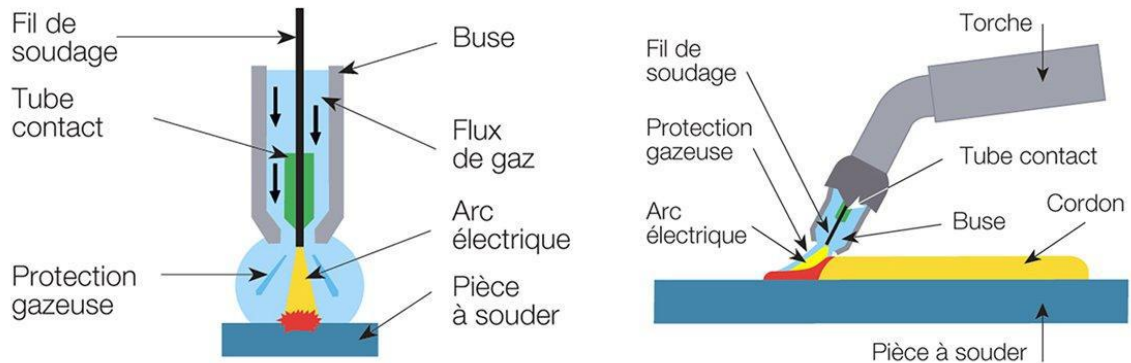 Fil de
soudage
Buse
Tube
contact
Flux
de gaz
Arc
électrique
Protection
gazeuse
Pièce
à souder
Torche
Fil de
soudage
Protection
gazeuse
Tube contact
Arc
électrique
Buse
Cordon
Pièce à souder